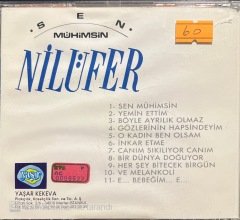 SEN
MÜHİMSİN
NİLÜFER
60
1- SEN MÜHİMSİN
2- YEMİN ETTİM
3- BÖYLE AYRILIK OLMAZ
4- GÖZLERİNİN HAPSİNDEYİM
5- O KADIN BEN OLSAM
6- İNKAR ETME
7- CANIM SIKILIYOR CANIM
8- BİR DÜNYA DOĞUYOR
9- HER ŞEY BİTECEK BİRGÜN
10- VE MELANKOLİ
11- E... BEBEĞİM... E...
YAŞAR
YAŞAR KEKEVA